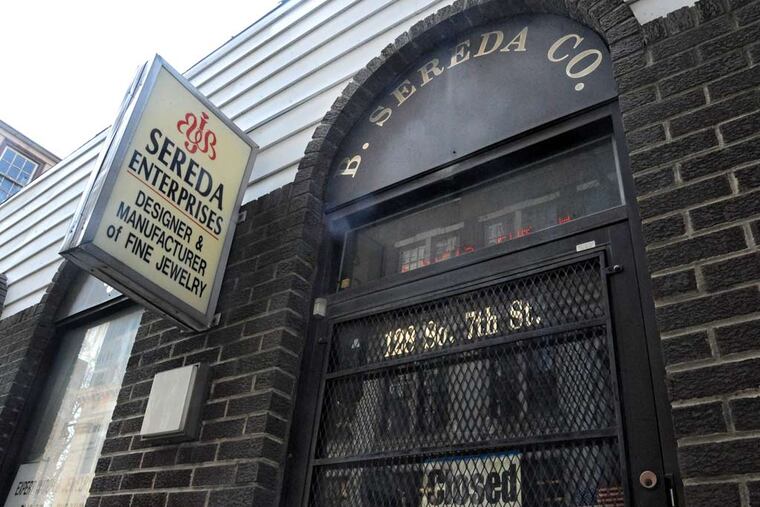 SEREDA
ENTERPRISES
DESIGNER &
MANUFACTURER
of FINE JEWELRY
B. SEREDA CO.
128 So. 7th St.
Closed